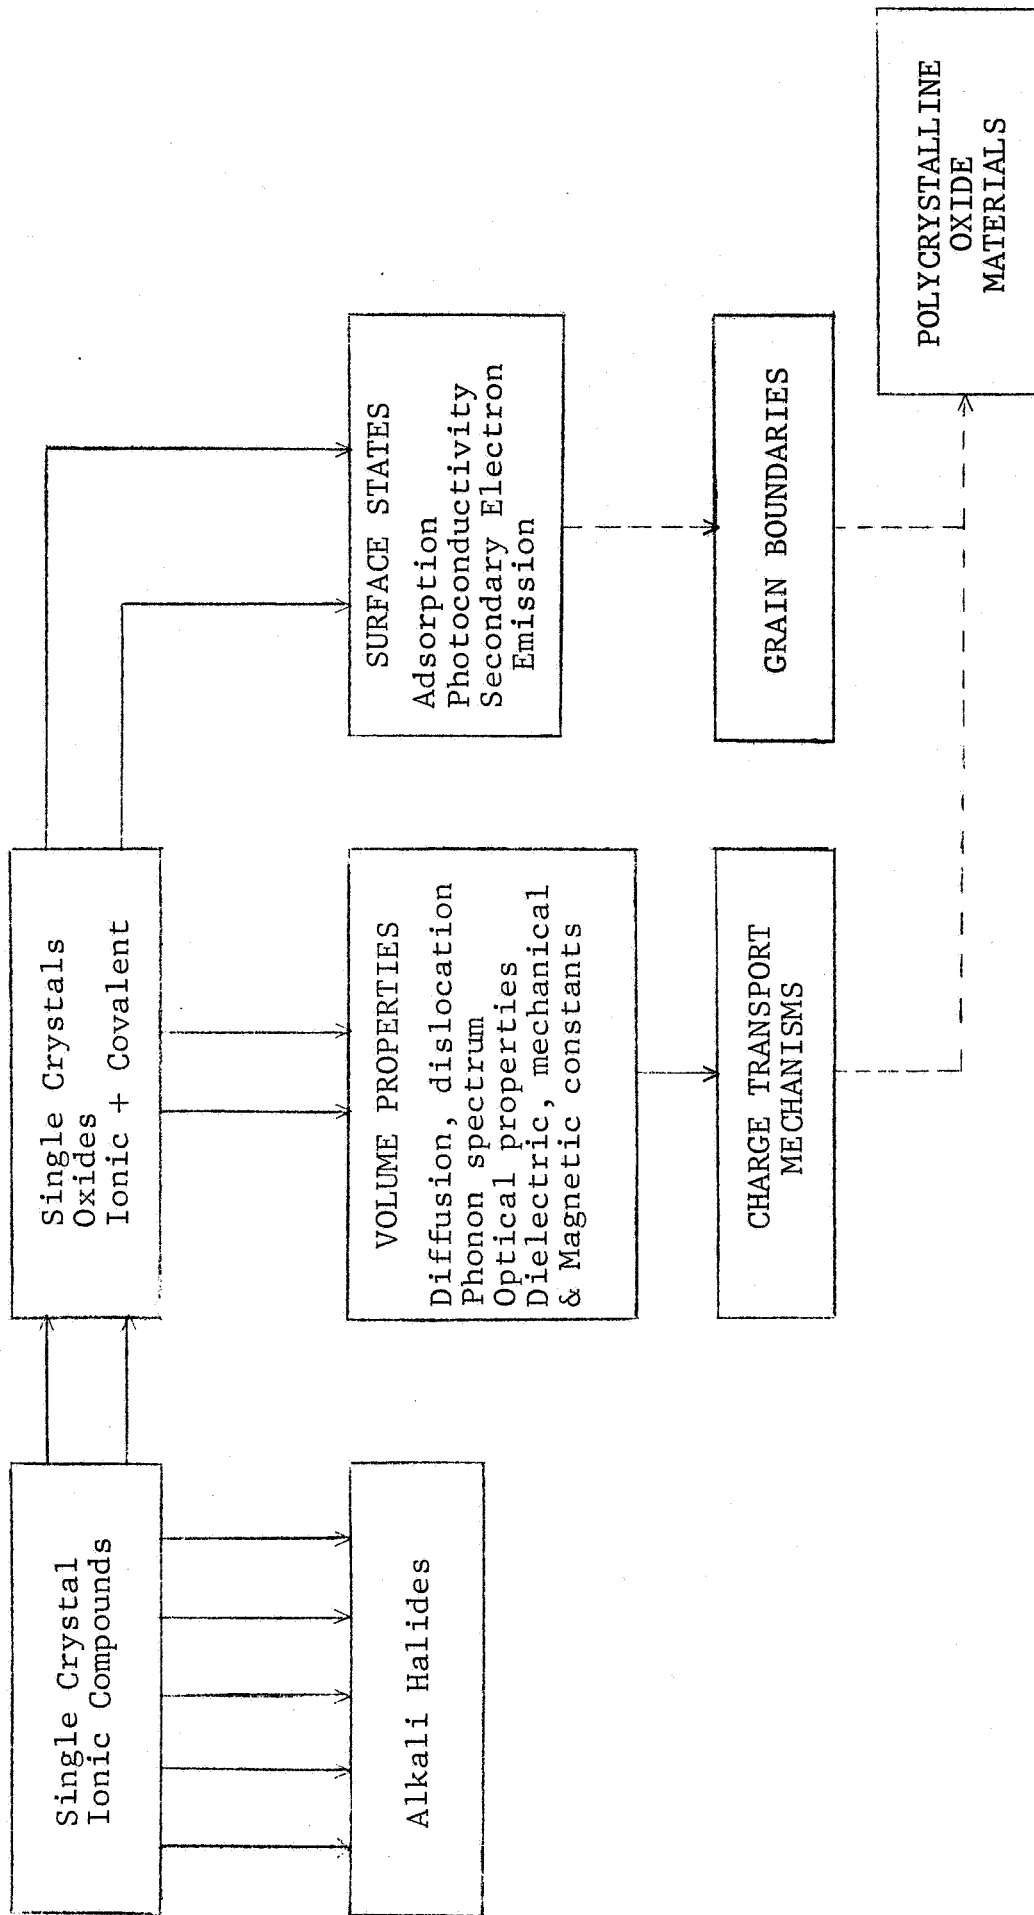 Single Crystal
Ionic Compounds
Alkali Halides
Single Crystals
Oxides
Ionic + Covalent
VOLUME PROPERTIES
Diffusion, dislocation
Phonon spectrum
Optical properties
Dielectric, mechanical
& Magnetic constants
CHARGE TRANSPORT
MECHANISMS
SURFACE STATES
Adsorption
Photoconductivity
Secondary Electron
Emission
GRAIN BOUNDARIES
POLYCRYSTALLINE
OXIDE
MATERIALS